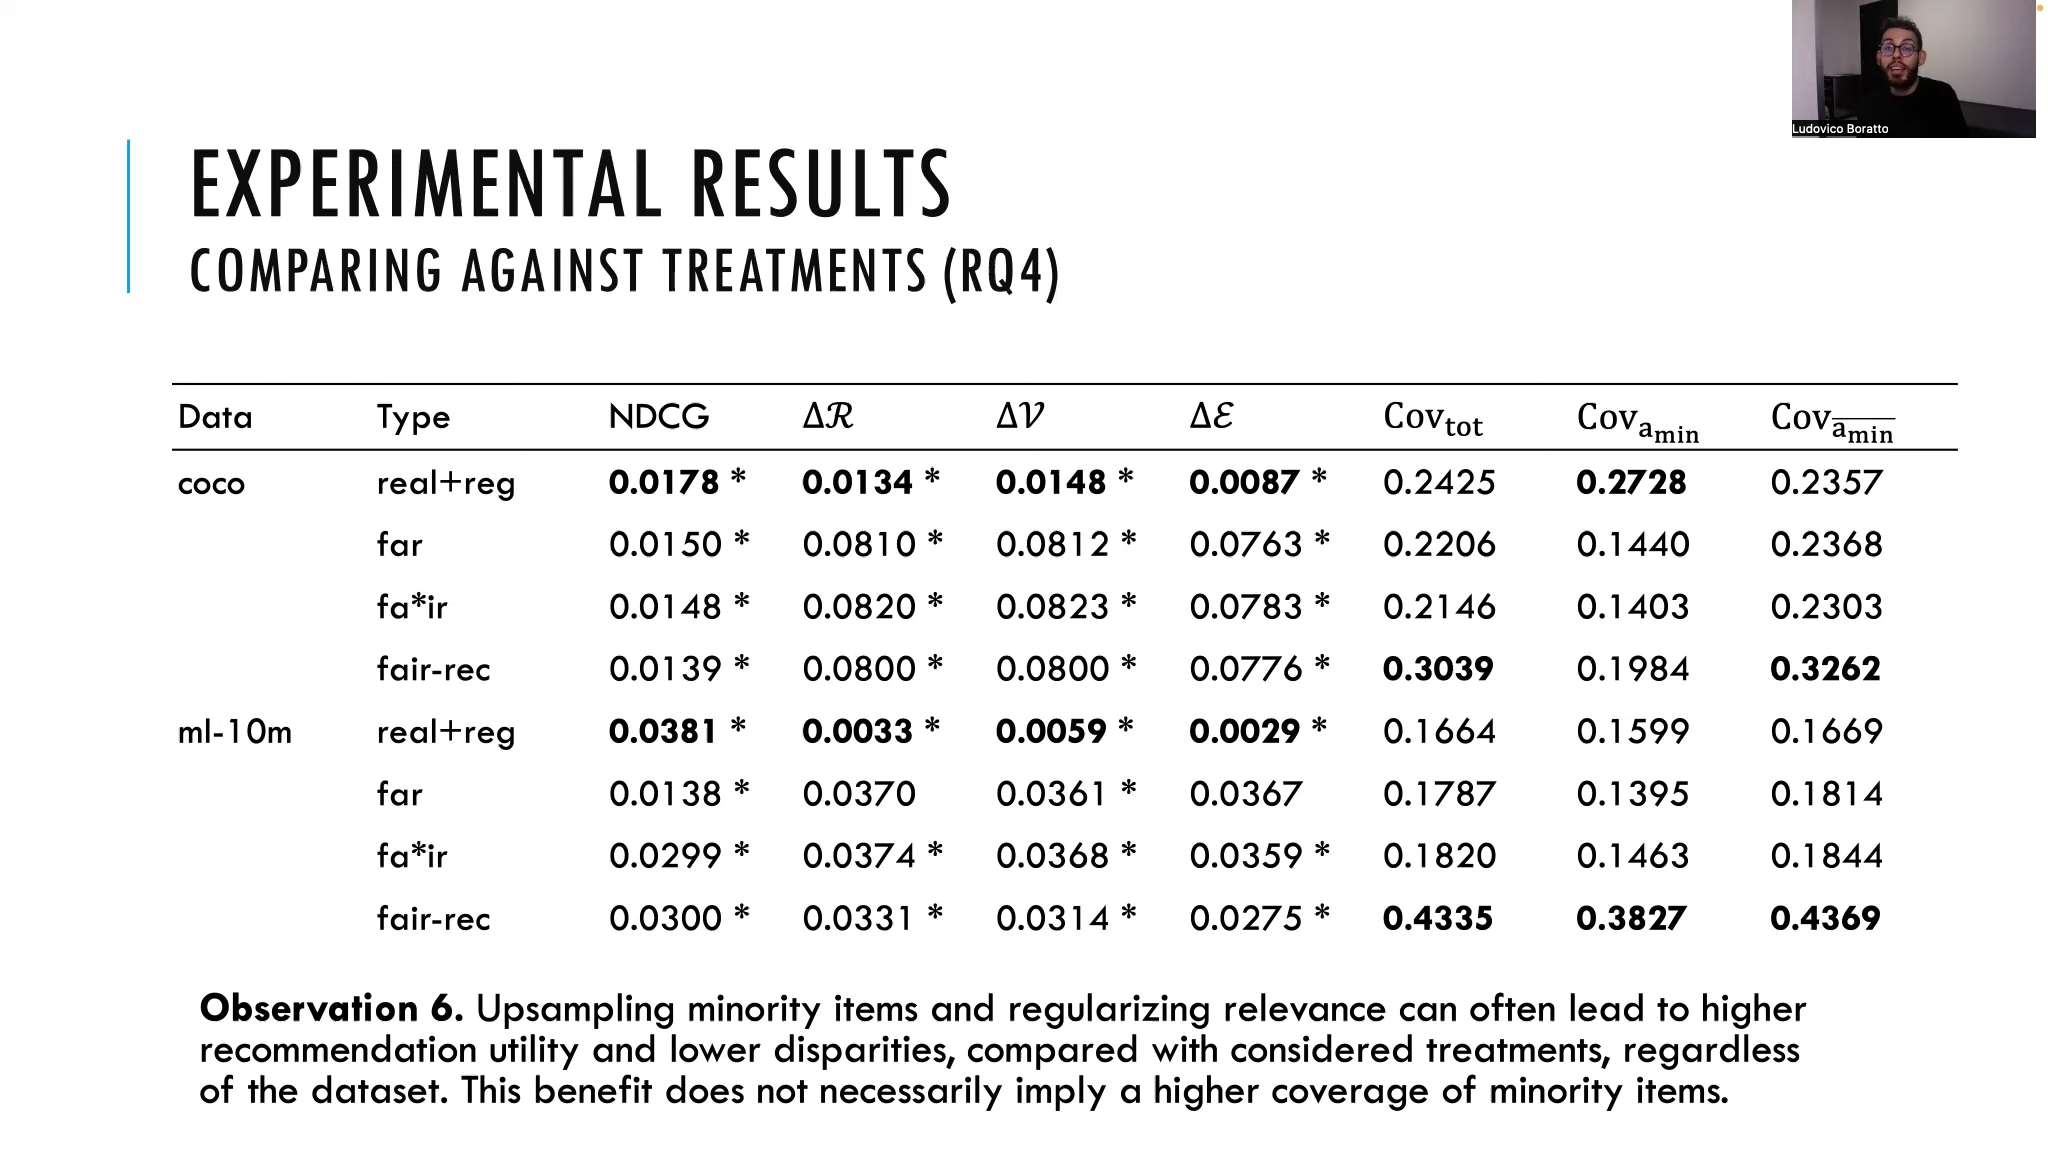 Ludovico Boratto
EXPERIMENTAL RESULTS
COMPARING AGAINST TREATMENTS (RQ4)
Data Type NDCG Δℛ Δ𝒱 Δℰ Cov_tot Cov_a_min Cov_a̅_m̅i̅n̅
coco real+reg 0.0178 * 0.0134 * 0.0148 * 0.0087 * 0.2425 0.2728 0.2357
far 0.0150 * 0.0810 * 0.0812 * 0.0763 * 0.2206 0.1440 0.2368
fa*ir 0.0148 * 0.0820 * 0.0823 * 0.0783 * 0.2146 0.1403 0.2303
fair-rec 0.0139 * 0.0800 * 0.0800 * 0.0776 * 0.3039 0.1984 0.3262
ml-10m real+reg 0.0381 * 0.0033 * 0.0059 * 0.0029 * 0.1664 0.1599 0.1669
far 0.0138 * 0.0370 0.0361 * 0.0367 0.1787 0.1395 0.1814
fa*ir 0.0299 * 0.0374 * 0.0368 * 0.0359 * 0.1820 0.1463 0.1844
fair-rec 0.0300 * 0.0331 * 0.0314 * 0.0275 * 0.4335 0.3827 0.4369
Observation 6. Upsampling minority items and regularizing relevance can often lead to higher
recommendation utility and lower disparities, compared with considered treatments, regardless
of the dataset. This benefit does not necessarily imply a higher coverage of minority items.